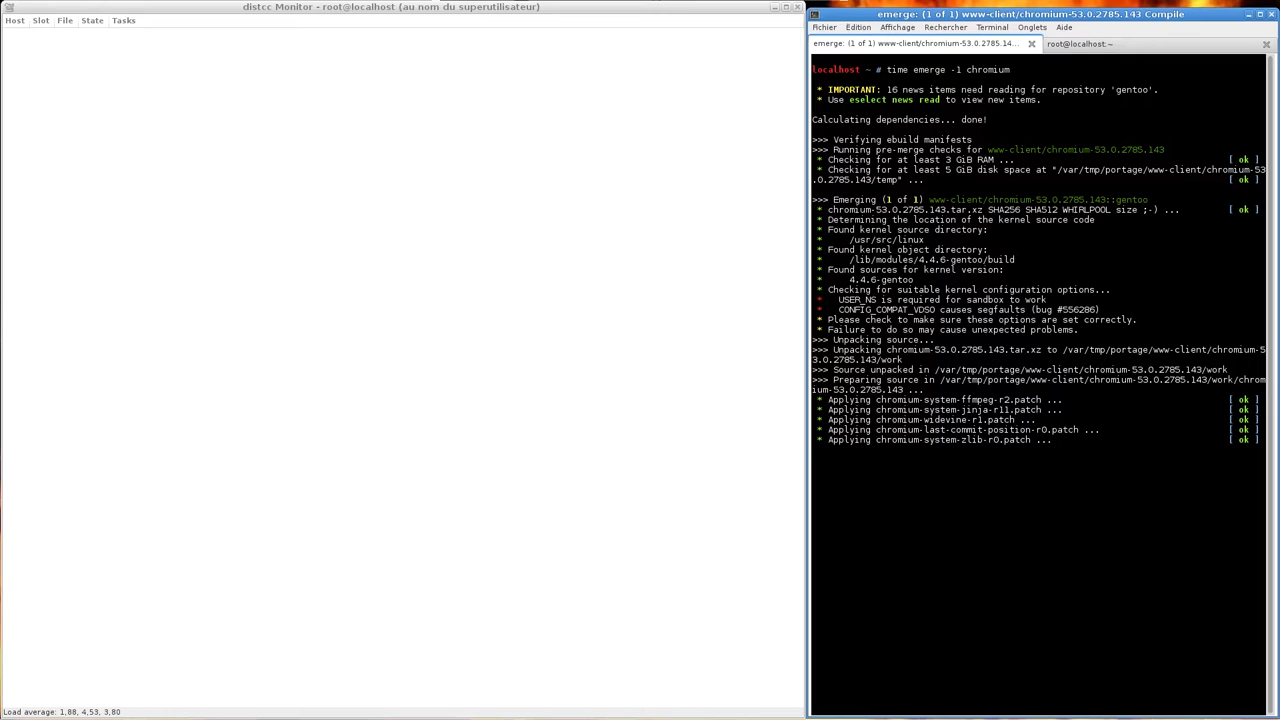 distcc Monitor - root@localhost (au nom du superutilisateur)
Host Slot File State Tasks
Load average: 1,88, 4,53, 3,80
emerge: (1 of 1) www-client/chromium-53.0.2785.143 Compile
Fichier Edition Affichage Rechercher Terminal Onglets Aide
emerge: (1 of 1) www-client/chromium-53.0.2785.14... root@localhost:~
localhost ~ # time emerge -1 chromium
* IMPORTANT: 16 news items need reading for repository 'gentoo'.
* Use eselect news read to view new items.
Calculating dependencies... done!
>>> Verifying ebuild manifests
>>> Running pre-merge checks for www-client/chromium-53.0.2785.143
* Checking for at least 3 GiB RAM ... [ ok ]
* Checking for at least 5 GiB disk space at "/var/tmp/portage/www-client/chromium-53
.0.2785.143/temp" ... [ ok ]
>>> Emerging (1 of 1) www-client/chromium-53.0.2785.143::gentoo
* chromium-53.0.2785.143.tar.xz SHA256 SHA512 WHIRLPOOL size ;-) ... [ ok ]
* Determining the location of the kernel source code
* Found kernel source directory:
* /usr/src/linux
* Found kernel object directory:
* /lib/modules/4.4.6-gentoo/build
* Found sources for kernel version:
* 4.4.6-gentoo
* Checking for suitable kernel configuration options...
* USER_NS is required for sandbox to work
* CONFIG_COMPAT_VDSO causes segfaults (bug #556286)
* Please check to make sure these options are set correctly.
* Failure to do so may cause unexpected problems.
>>> Unpacking source...
>>> Unpacking chromium-53.0.2785.143.tar.xz to /var/tmp/portage/www-client/chromium-5
3.0.2785.143/work
>>> Source unpacked in /var/tmp/portage/www-client/chromium-53.0.2785.143/work
>>> Preparing source in /var/tmp/portage/www-client/chromium-53.0.2785.143/work/chrom
ium-53.0.2785.143 ...
* Applying chromium-system-ffmpeg-r2.patch ... [ ok ]
* Applying chromium-system-jinja-r11.patch ... [ ok ]
* Applying chromium-widevine-r1.patch ... [ ok ]
* Applying chromium-last-commit-position-r0.patch ... [ ok ]
* Applying chromium-system-zlib-r0.patch ... [ ok ]